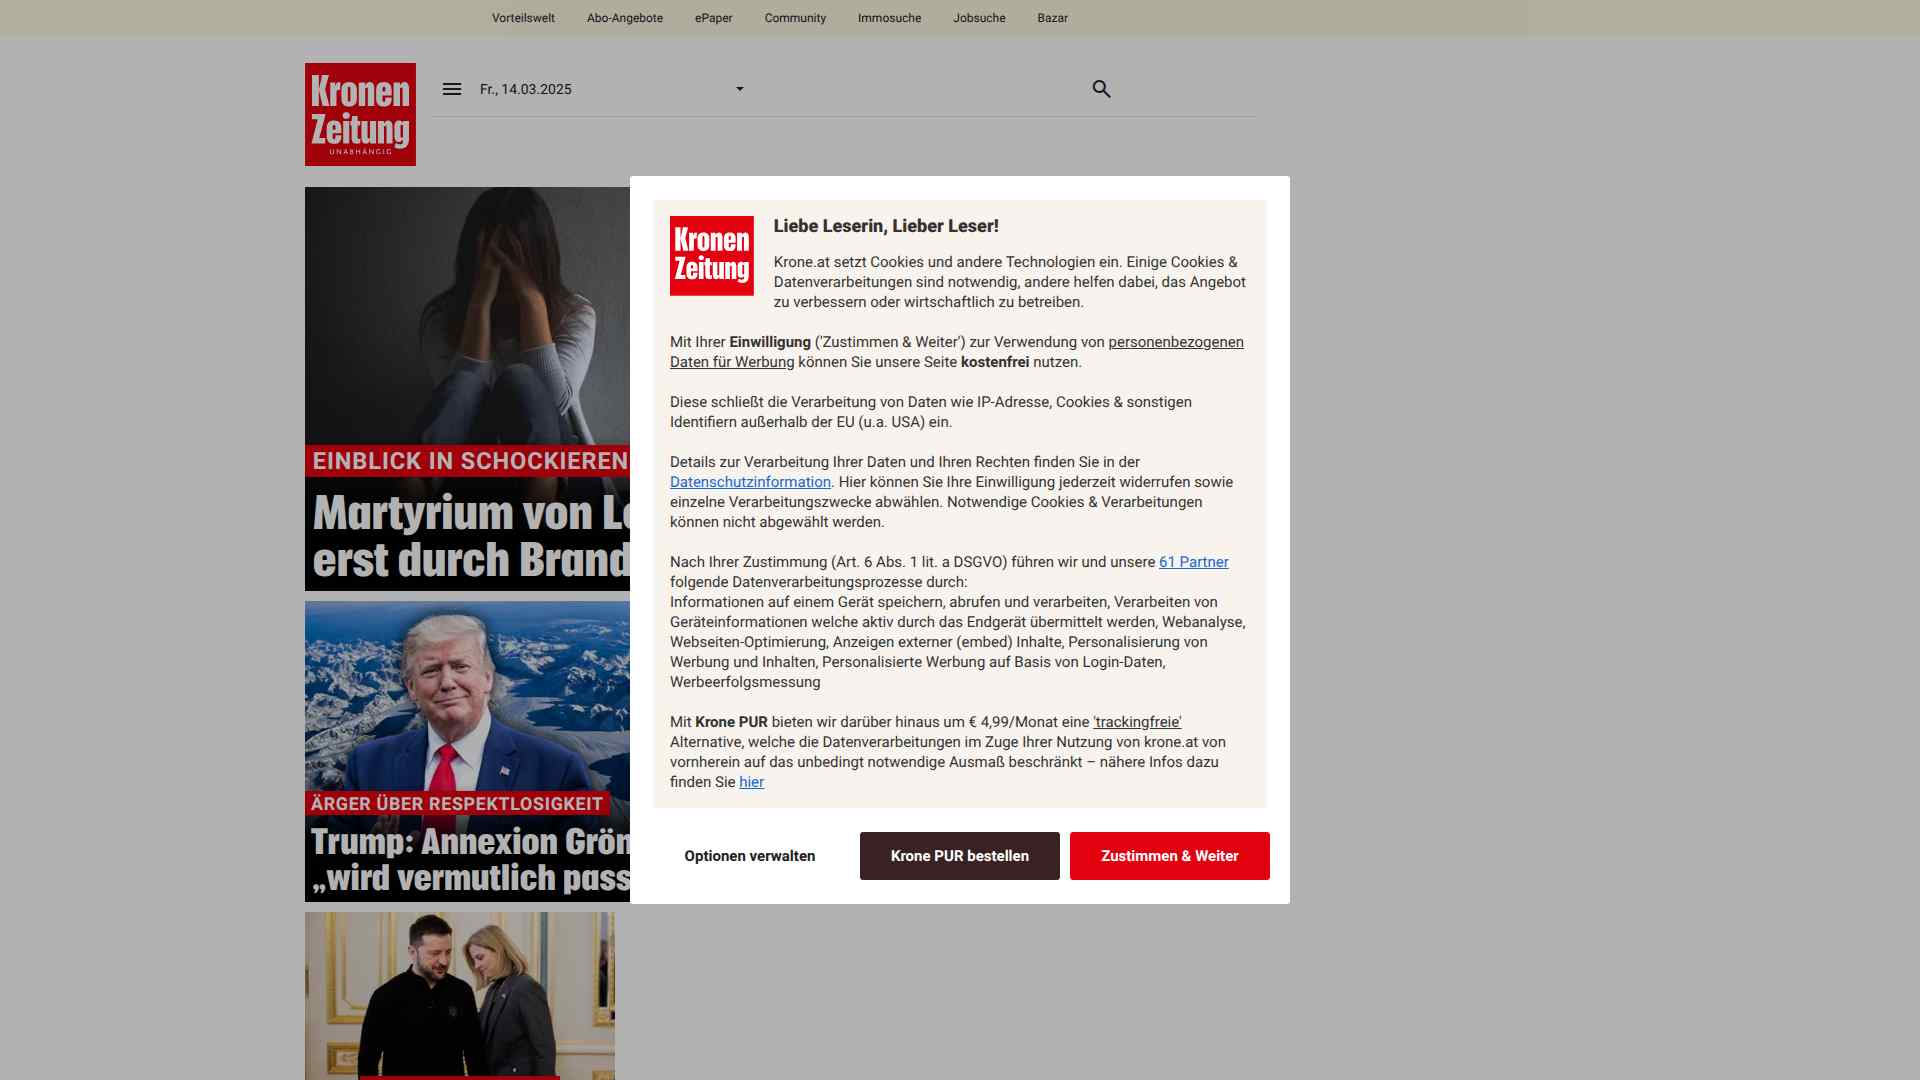 Vorteilswelt Abo-Angebote ePaper Community Immosuche Jobsuche Bazar
Kronen
Zeitung
UNABHÄNGIG
Fr., 14.03.2025
EINBLICK IN SCHOCKIEREN
Martyrium von Le
erst durch Brand
ÄRGER ÜBER RESPEKTLOSIGKEIT
Trump: Annexion Grön
„wird vermutlich pass
Kronen
Zeitung
Liebe Leserin, Lieber Leser!
Krone.at setzt Cookies und andere Technologien ein. Einige Cookies &
Datenverarbeitungen sind notwendig, andere helfen dabei, das Angebot
zu verbessern oder wirtschaftlich zu betreiben.
Mit Ihrer Einwilligung ('Zustimmen & Weiter') zur Verwendung von personenbezogenen
Daten für Werbung können Sie unsere Seite kostenfrei nutzen.
Diese schließt die Verarbeitung von Daten wie IP-Adresse, Cookies & sonstigen
Identifiern außerhalb der EU (u.a. USA) ein.
Details zur Verarbeitung Ihrer Daten und Ihren Rechten finden Sie in der
Datenschutzinformation. Hier können Sie Ihre Einwilligung jederzeit widerrufen sowie
einzelne Verarbeitungszwecke abwählen. Notwendige Cookies & Verarbeitungen
können nicht abgewählt werden.
Nach Ihrer Zustimmung (Art. 6 Abs. 1 lit. a DSGVO) führen wir und unsere 61 Partner
folgende Datenverarbeitungsprozesse durch:
Informationen auf einem Gerät speichern, abrufen und verarbeiten, Verarbeiten von
Geräteinformationen welche aktiv durch das Endgerät übermittelt werden, Webanalyse,
Webseiten-Optimierung, Anzeigen externer (embed) Inhalte, Personalisierung von
Werbung und Inhalten, Personalisierte Werbung auf Basis von Login-Daten,
Werbeerfolgsmessung
Mit Krone PUR bieten wir darüber hinaus um € 4,99/Monat eine 'trackingfreie'
Alternative, welche die Datenverarbeitungen im Zuge Ihrer Nutzung von krone.at von
vornherein auf das unbedingt notwendige Ausmaß beschränkt – nähere Infos dazu
finden Sie hier
Optionen verwalten
Krone PUR bestellen
Zustimmen & Weiter